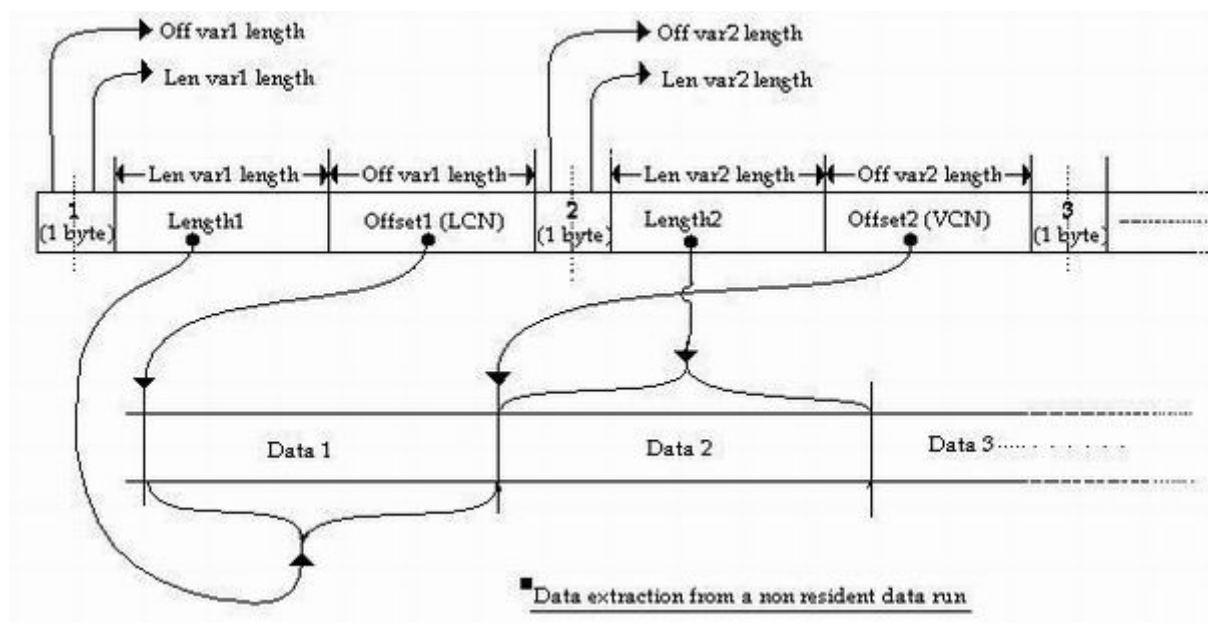 Off var1 length
Off var2 length
Len var1 length
Len var2 length
Len var1 length
Off var1 length
Len var2 length
Off var2 length
1
(1 byte)
Length1
Offset1 (LCN)
2
(1 byte)
Length2
Offset2 (VCN)
3
(1 byte)
Data 1
Data 2
Data 3
Data extraction from a non resident data run